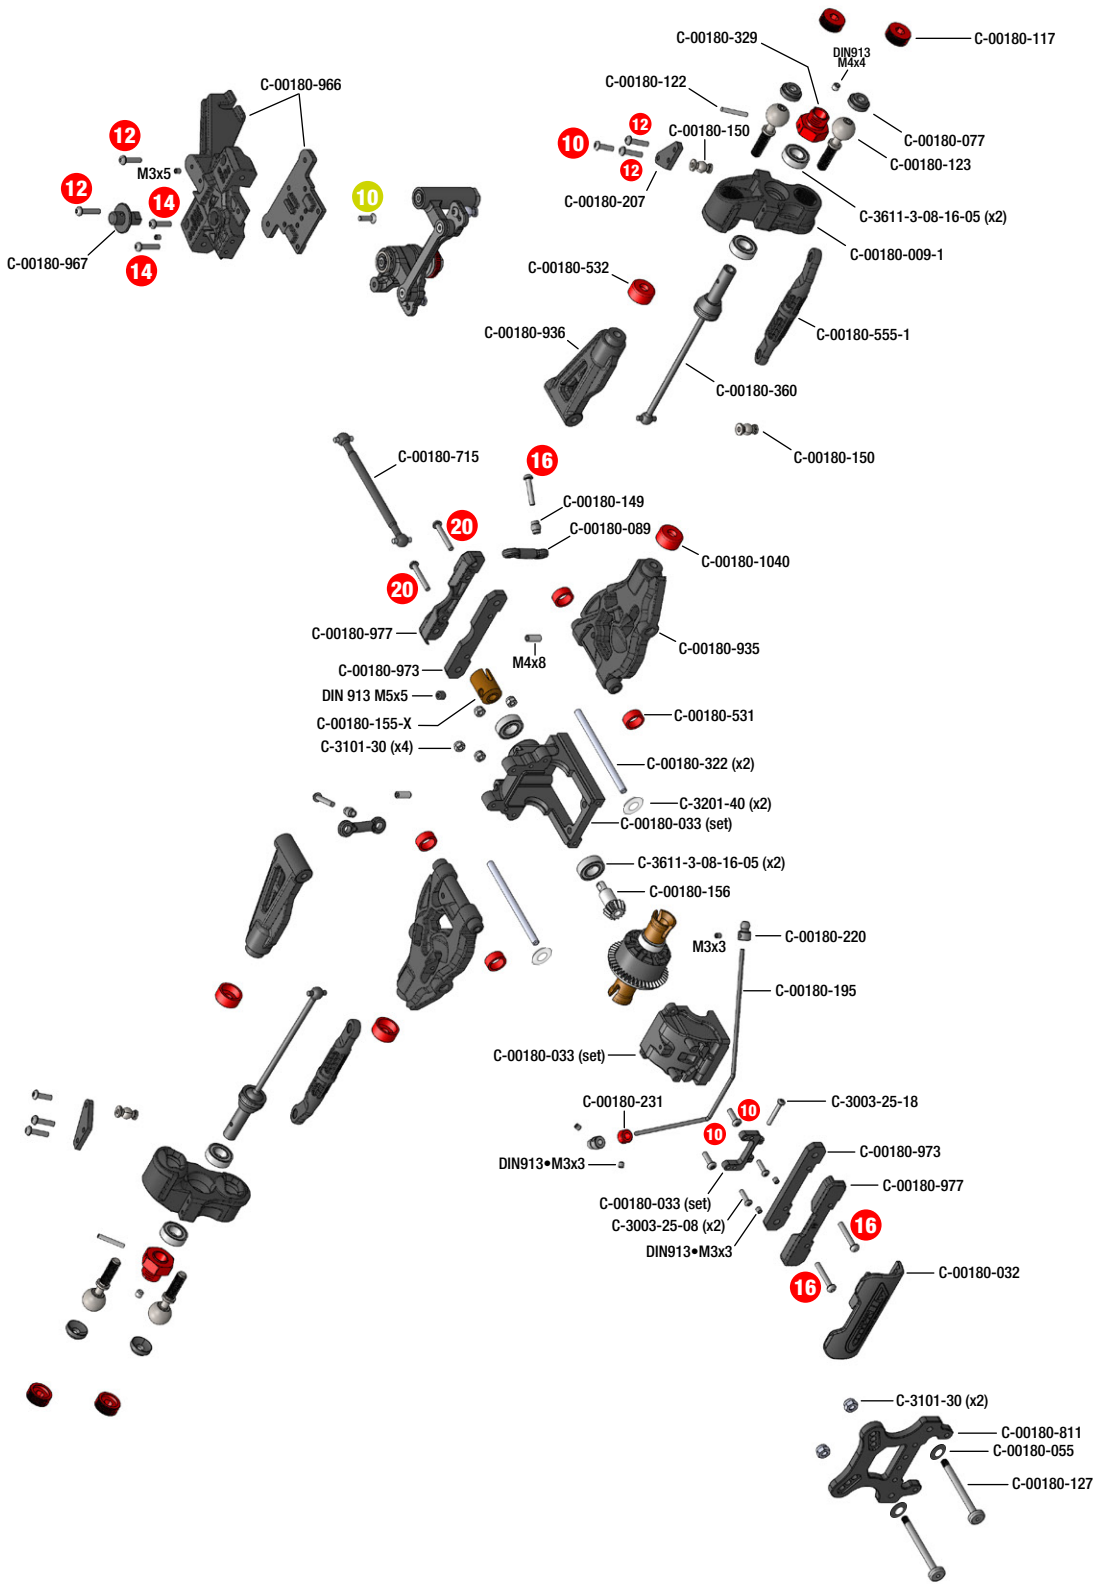 C-00180-117
C-00180-329
DIN913
M4x4
C-00180-122
C-00180-966
12
12
C-00180-150
C-00180-077
10
M3x5
12
C-00180-123
12
14
C-00180-207
C-3611-3-08-16-05 (x2)
C-00180-967
14
10
C-00180-009-1
C-00180-532
C-00180-936
C-00180-555-1
C-00180-360
C-00180-715
16
C-00180-150
C-00180-149
20
C-00180-089
C-00180-1040
20
C-00180-977
C-00180-935
M4x8
C-00180-973
DIN 913 M5x5
C-00180-155-X
C-00180-531
C-3101-30 (x4)
C-00180-322 (x2)
C-3201-40 (x2)
C-00180-033 (set)
C-3611-3-08-16-05 (x2)
C-00180-156
M3x3
C-00180-220
C-00180-195
C-00180-033 (set)
C-00180-231
C-3003-25-18
10
10
C-00180-973
DIN913•M3x3
C-00180-977
C-00180-033 (set)
C-3003-25-08 (x2)
16
DIN913•M3x3
C-00180-032
16
C-3101-30 (x2)
C-00180-811
C-00180-055
C-00180-127